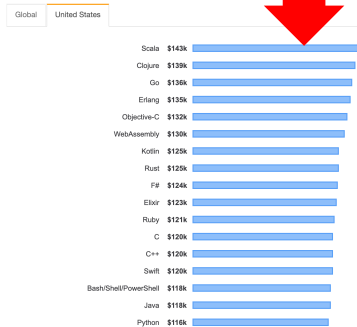 Global United States
Scala $143k
Clojure $139k
Go $136k
Erlang $135k
Objective-C $132k
WebAssembly $130k
Kotlin $125k
Rust $125k
F# $124k
Elixir $123k
Ruby $121k
C $120k
C++ $120k
Swift $120k
Bash/Shell/PowerShell $118k
Java $118k
Python $116k